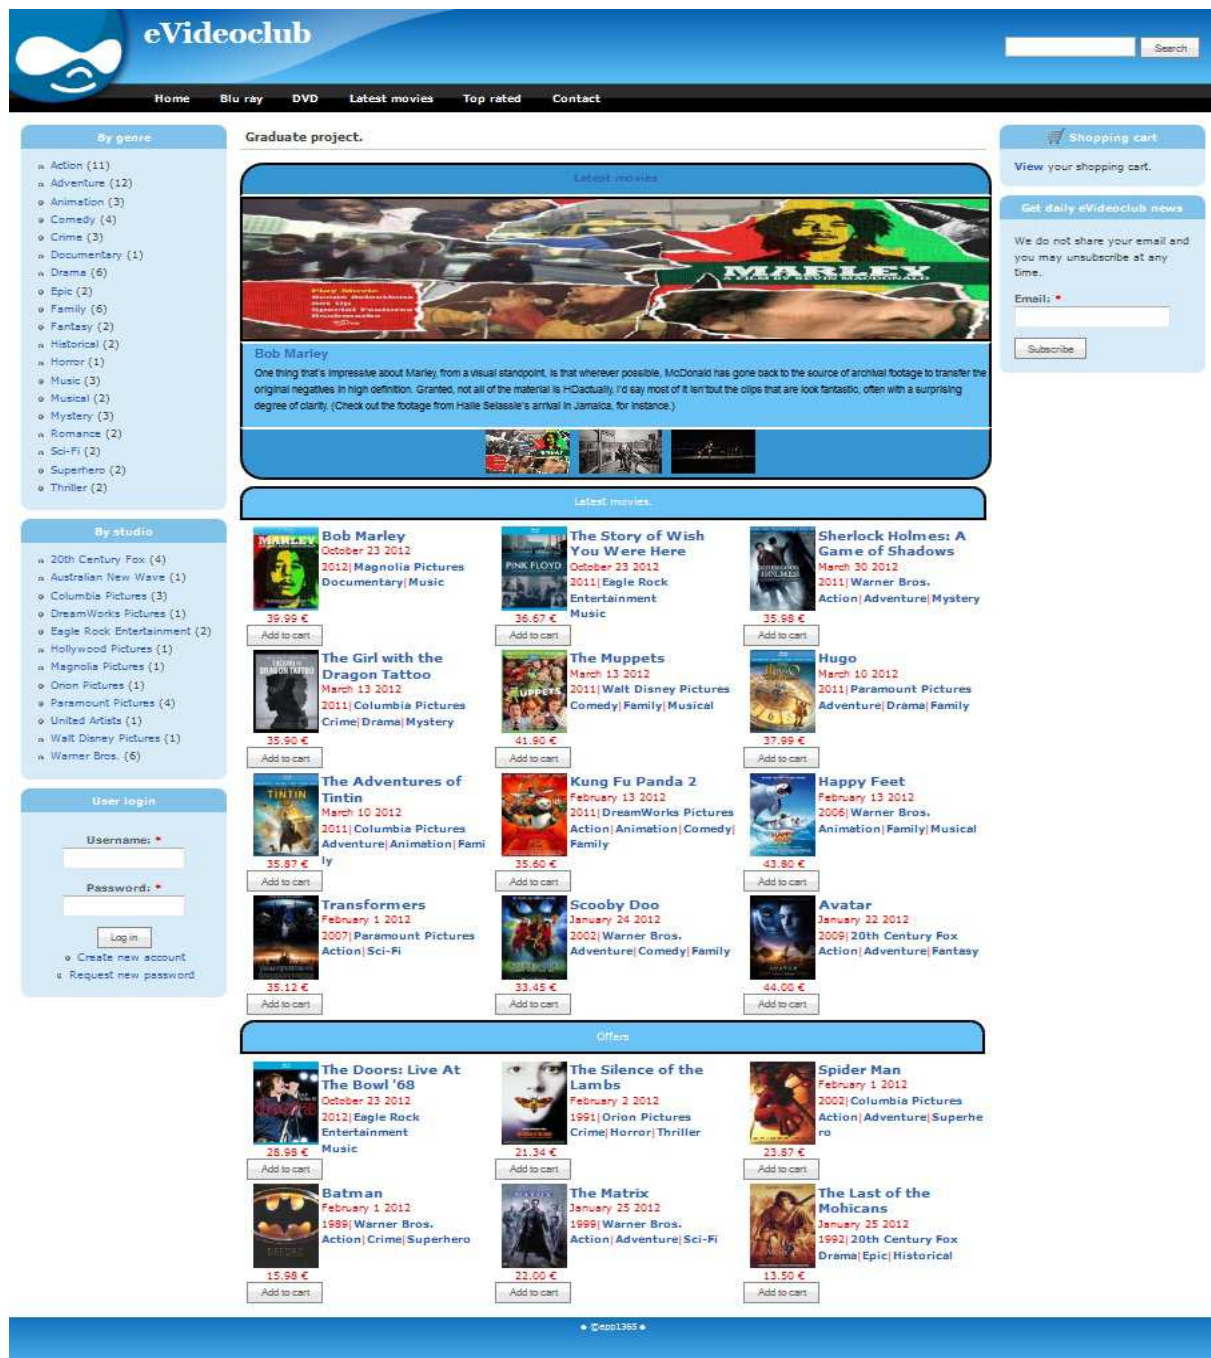 eVideoclub
Search
Home Blu ray DVD Latest movies Top rated Contact
By genre
Action (11)
Adventure (12)
Animation (3)
Comedy (4)
Crime (3)
Documentary (1)
Drama (6)
Epic (2)
Family (6)
Fantasy (2)
Historical (2)
Horror (1)
Music (3)
Musical (2)
Mystery (3)
Romance (2)
Sci-Fi (2)
Superhero (2)
Thriller (2)
By studio
20th Century Fox (4)
Australian New Wave (1)
Columbia Pictures (3)
DreamWorks Pictures (1)
Eagle Rock Entertainment (2)
Hollywood Pictures (1)
Magnolia Pictures (1)
Orion Pictures (1)
Paramount Pictures (4)
United Artists (1)
Walt Disney Pictures (1)
Warner Bros. (6)
User login
Username: *
Password: *
Log in
Create new account
Request new password
Graduate project.
Latest movies
MARLEY
A FILM BY KEVIN MACDONALD
Play Movie
Scene Selections
Set Up
Special Features
Bookmarks
Bob Marley
One thing's that's impressive about Marley, from a visual standpoint, is that wherever possible, McDonald has gone back to the source of archival footage to transfer the
original negatives in high definition. Granted, not all of the material is HDactually, I'd say most of it isn'tbut the clips that are look fantastic, often with a surprising
degree of clarity. (Check out the footage from Haile Selassie's arrival in Jamaica, for instance.)
Latest movies.
MARLEY
Bob Marley
October 23 2012
2012| Magnolia Pictures
Documentary| Music
39.99 €
Add to cart
PINK FLOYD
The Story of Wish
You Were Here
October 23 2012
2011| Eagle Rock
Entertainment
Music
36.67 €
Add to cart
Sherlock Holmes: A
Game of Shadows
March 30 2012
2011| Warner Bros.
Action| Adventure| Mystery
35.98 €
Add to cart
DRAGON TATTOO
The Girl with the
Dragon Tattoo
March 13 2012
2011| Columbia Pictures
Crime| Drama| Mystery
35.90 €
Add to cart
The Muppets
March 13 2012
2011| Walt Disney Pictures
Comedy| Family| Musical
41.90 €
Add to cart
Hugo
March 10 2012
2011| Paramount Pictures
Adventure| Drama| Family
37.99 €
Add to cart
TINTIN
The Adventures of
Tintin
March 10 2012
2011| Columbia Pictures
Adventure| Animation| Fami
ly
35.87 €
Add to cart
Kung Fu Panda 2
February 13 2012
2011| DreamWorks Pictures
Action| Animation| Comedy|
Family
35.60 €
Add to cart
Happy Feet
February 13 2012
2006| Warner Bros.
Animation| Family| Musical
43.80 €
Add to cart
Transformers
February 1 2012
2007| Paramount Pictures
Action| Sci-Fi
35.12 €
Add to cart
Scooby Doo
January 24 2012
2002| Warner Bros.
Adventure| Comedy| Family
33.45 €
Add to cart
Avatar
January 22 2012
2009| 20th Century Fox
Action| Adventure| Fantasy
44.00 €
Add to cart
Offers
The Doors: Live At
The Bowl '68
October 23 2012
2012| Eagle Rock
Entertainment
Music
28.98 €
Add to cart
The Silence of the
Lambs
February 2 2012
1991| Orion Pictures
Crime| Horror| Thriller
21.34 €
Add to cart
Spider Man
February 1 2012
2002| Columbia Pictures
Action| Adventure| Superhe
ro
23.87 €
Add to cart
Batman
February 1 2012
1989| Warner Bros.
Action| Crime| Superhero
15.98 €
Add to cart
The Matrix
January 25 2012
1999| Warner Bros.
Action| Adventure| Sci-Fi
22.00 €
Add to cart
The Last of the
Mohicans
January 25 2012
1992| 20th Century Fox
Drama| Epic| Historical
13.50 €
Add to cart
Shopping cart
View your shopping cart.
Get daily eVideoclub news
We do not share your email and
you may unsubscribe at any
time.
Email: *
Subscribe
©epp1365